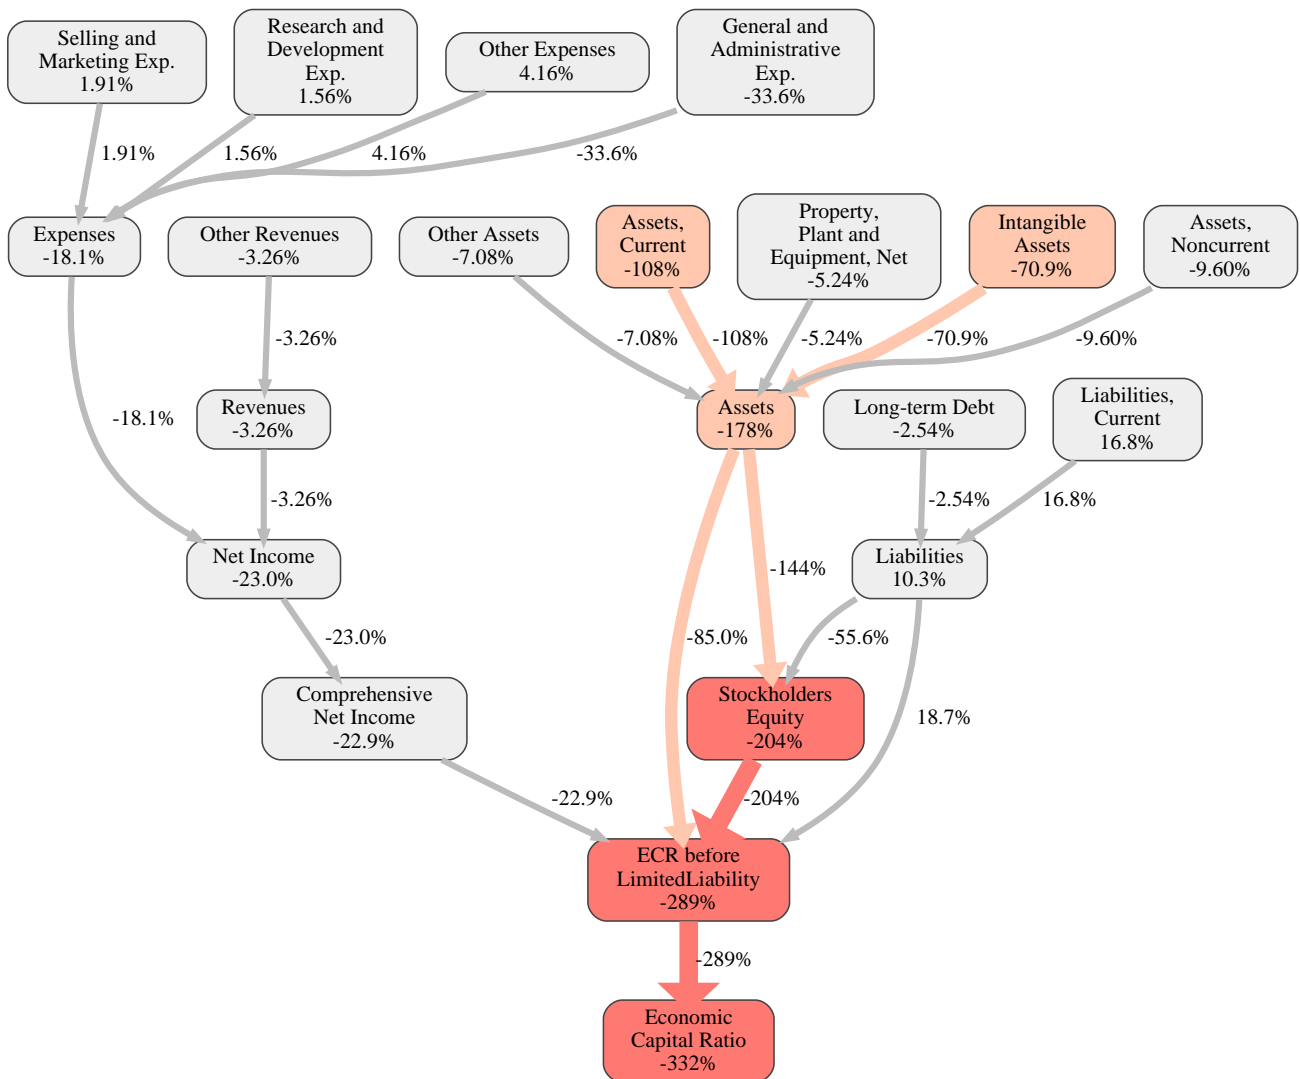 Selling and
Marketing Exp.
1.91%
Research and
Development
Exp.
1.56%
Other Expenses
4.16%
General and
Administrative
Exp.
-33.6%
1.91%
1.56%
4.16%
-33.6%
Expenses
-18.1%
Other Revenues
-3.26%
Other Assets
-7.08%
Assets,
Current
-108%
Property,
Plant and
Equipment, Net
-5.24%
Intangible
Assets
-70.9%
Assets,
Noncurrent
-9.60%
-3.26%
-7.08%
-108%
-5.24%
-70.9%
-9.60%
-18.1%
Revenues
-3.26%
Assets
-178%
Long-term Debt
-2.54%
Liabilities,
Current
16.8%
-3.26%
-2.54%
16.8%
Net Income
-23.0%
-144%
Liabilities
10.3%
-23.0%
-85.0%
-55.6%
Comprehensive
Net Income
-22.9%
Stockholders
Equity
-204%
18.7%
-22.9%
-204%
ECR before
LimitedLiability
-289%
-289%
Economic
Capital Ratio
-332%